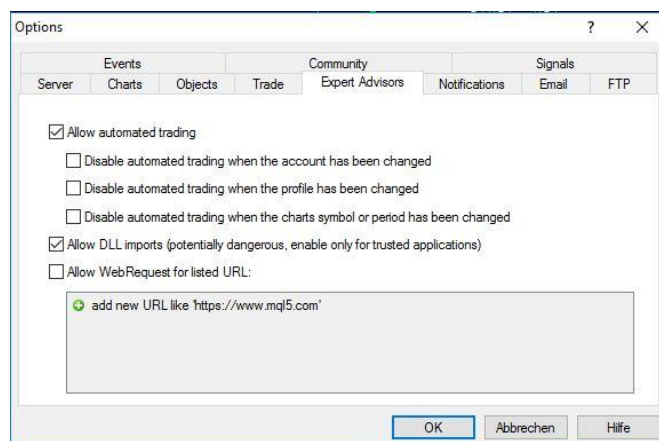 Options ? X
Events Community Signals
Server Charts Objects Trade Expert Advisors Notifications Email FTP
Allow automated trading
Disable automated trading when the account has been changed
Disable automated trading when the profile has been changed
Disable automated trading when the charts symbol or period has been changed
Allow DLL imports (potentially dangerous, enable only for trusted applications)
Allow WebRequest for listed URL:
add new URL like 'https://www.mql5.com'
OK Abbrechen Hilfe